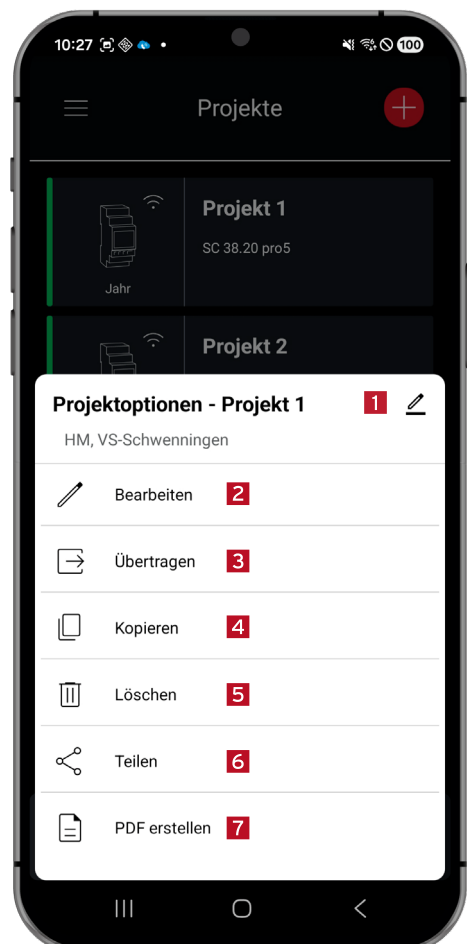 10:27 100
Projekte
Projekt 1
SC 38.20 pro5
Jahr
Projekt 2
Projektoptionen - Projekt 1 1
HM, VS-Schwenningen
Bearbeiten 2
Übertragen 3
Kopieren 4
Löschen 5
Teilen 6
PDF erstellen 7